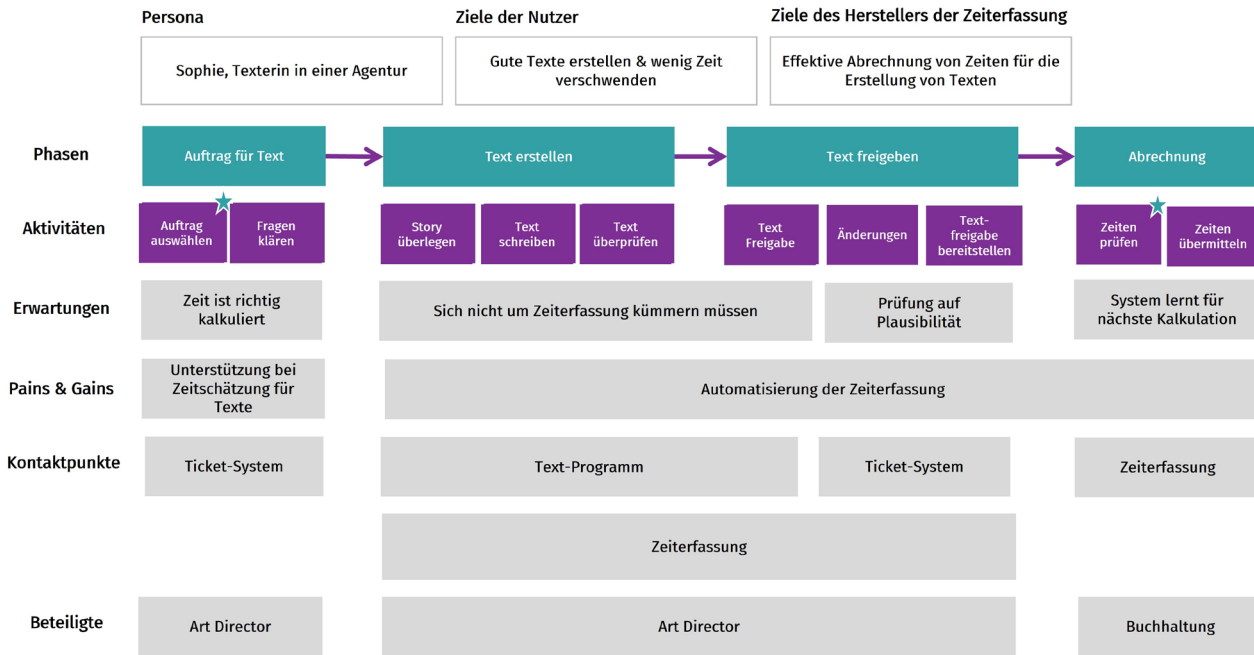 Persona
Ziele der Nutzer
Ziele des Herstellers der Zeiterfassung
Sophie, Texterin in einer Agentur
Gute Texte erstellen & wenig Zeit
verschwenden
Effektive Abrechnung von Zeiten für die
Erstellung von Texten
Phasen
Auftrag für Text
Text erstellen
Text freigeben
Abrechnung
Aktivitäten
Auftrag
auswählen
Fragen
klären
Story
überlegen
Text
schreiben
Text
überprüfen
Text
Freigabe
Änderungen
Text-
freigabe
bereitstellen
Zeiten
prüfen
Zeiten
übermitteln
Erwartungen
Zeit ist richtig
kalkuliert
Sich nicht um Zeiterfassung kümmern müssen
Prüfung auf
Plausibilität
System lernt für
nächste Kalkulation
Pains & Gains
Unterstützung bei
Zeitschätzung für
Texte
Automatisierung der Zeiterfassung
Kontaktpunkte
Ticket-System
Text-Programm
Ticket-System
Zeiterfassung
Zeiterfassung
Beteiligte
Art Director
Art Director
Buchhaltung